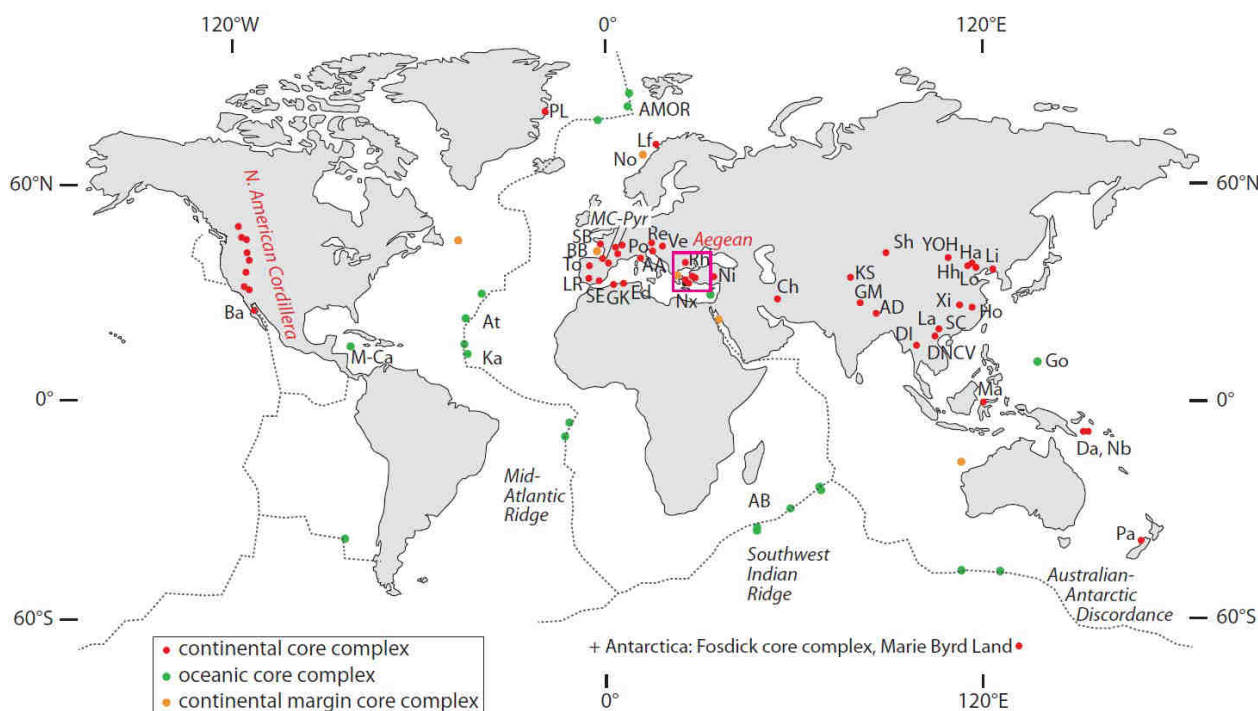 120°W 0° 120°E
PL
AMOR
Lf
No
60°N 60°N
N. American Cordillera
MC-Pyr
SB
Re
BB
Po
Ve
Aegean
To
AA
Rh
Ni
LR
SE
GK
Ed
Nx
Ch
Sh
YOH
Ha
Li
KS
Hh
Lo
GM
AD
Xi
Ho
La
SC
DI
DNCV
Ba
At
M-Ca
Ka
Go
0° 0°
Ma
Da, Nb
Mid-
Atlantic
Ridge
AB
Southwest
Indian
Ridge
Pa
Australian-
Antarctic
Discordance
60°S 60°S
continental core complex
oceanic core complex
continental margin core complex
+ Antarctica: Fosdick core complex, Marie Byrd Land
0° 120°E